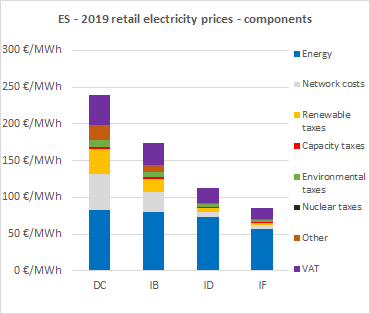 ES - 2019 retail electricity prices - components
300 €/MWh
250 €/MWh
200 €/MWh
150 €/MWh
100 €/MWh
50 €/MWh
0 €/MWh
DC IB ID IF
Energy
Network costs
Renewable
taxes
Capacity taxes
Environmental
taxes
Nuclear taxes
Other
VAT